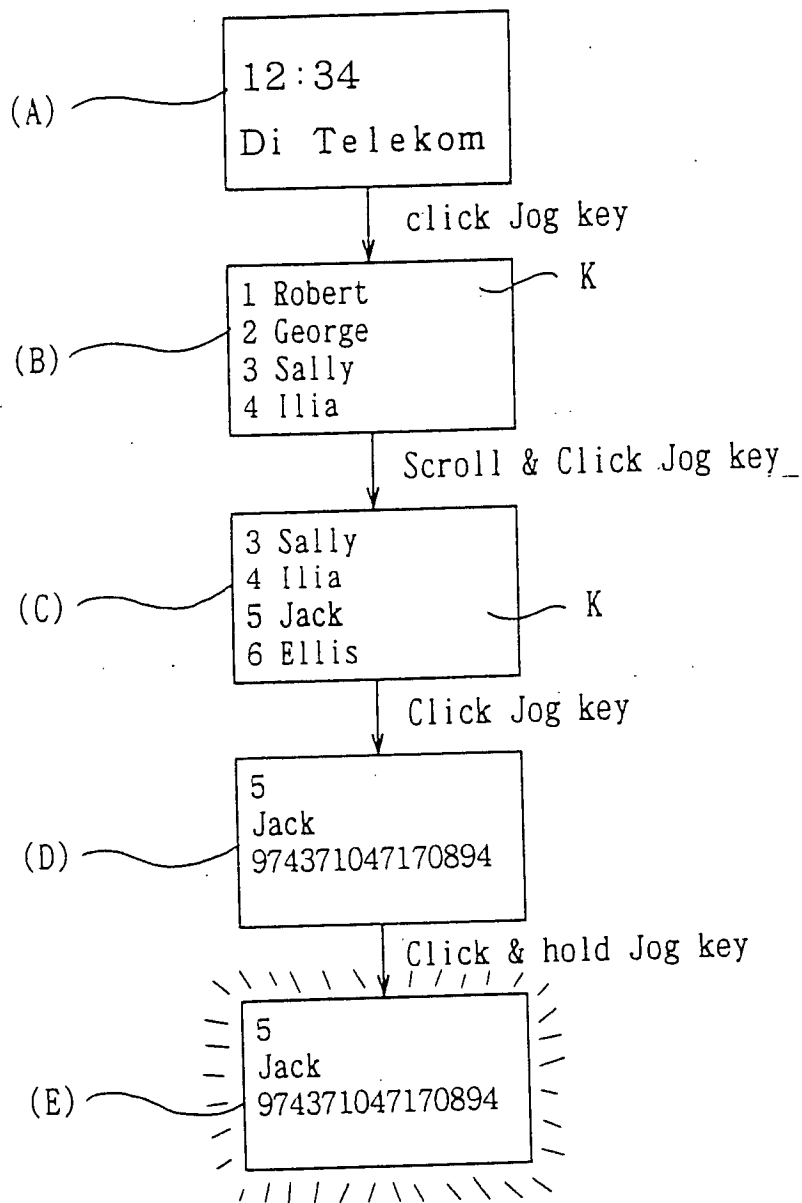 12:34
(A)
Di Telekom
click Jog key
1 Robert
K
2 George
(B)
3 Sally
4 Ilia
Scroll & Click Jog key_
3 Sally
4 Ilia
(C)
5 Jack
K
6 Ellis
Click Jog key
5
Jack
(D)
974371047170894
Click & hold Jog key
5
Jack
(E)
974371047170894